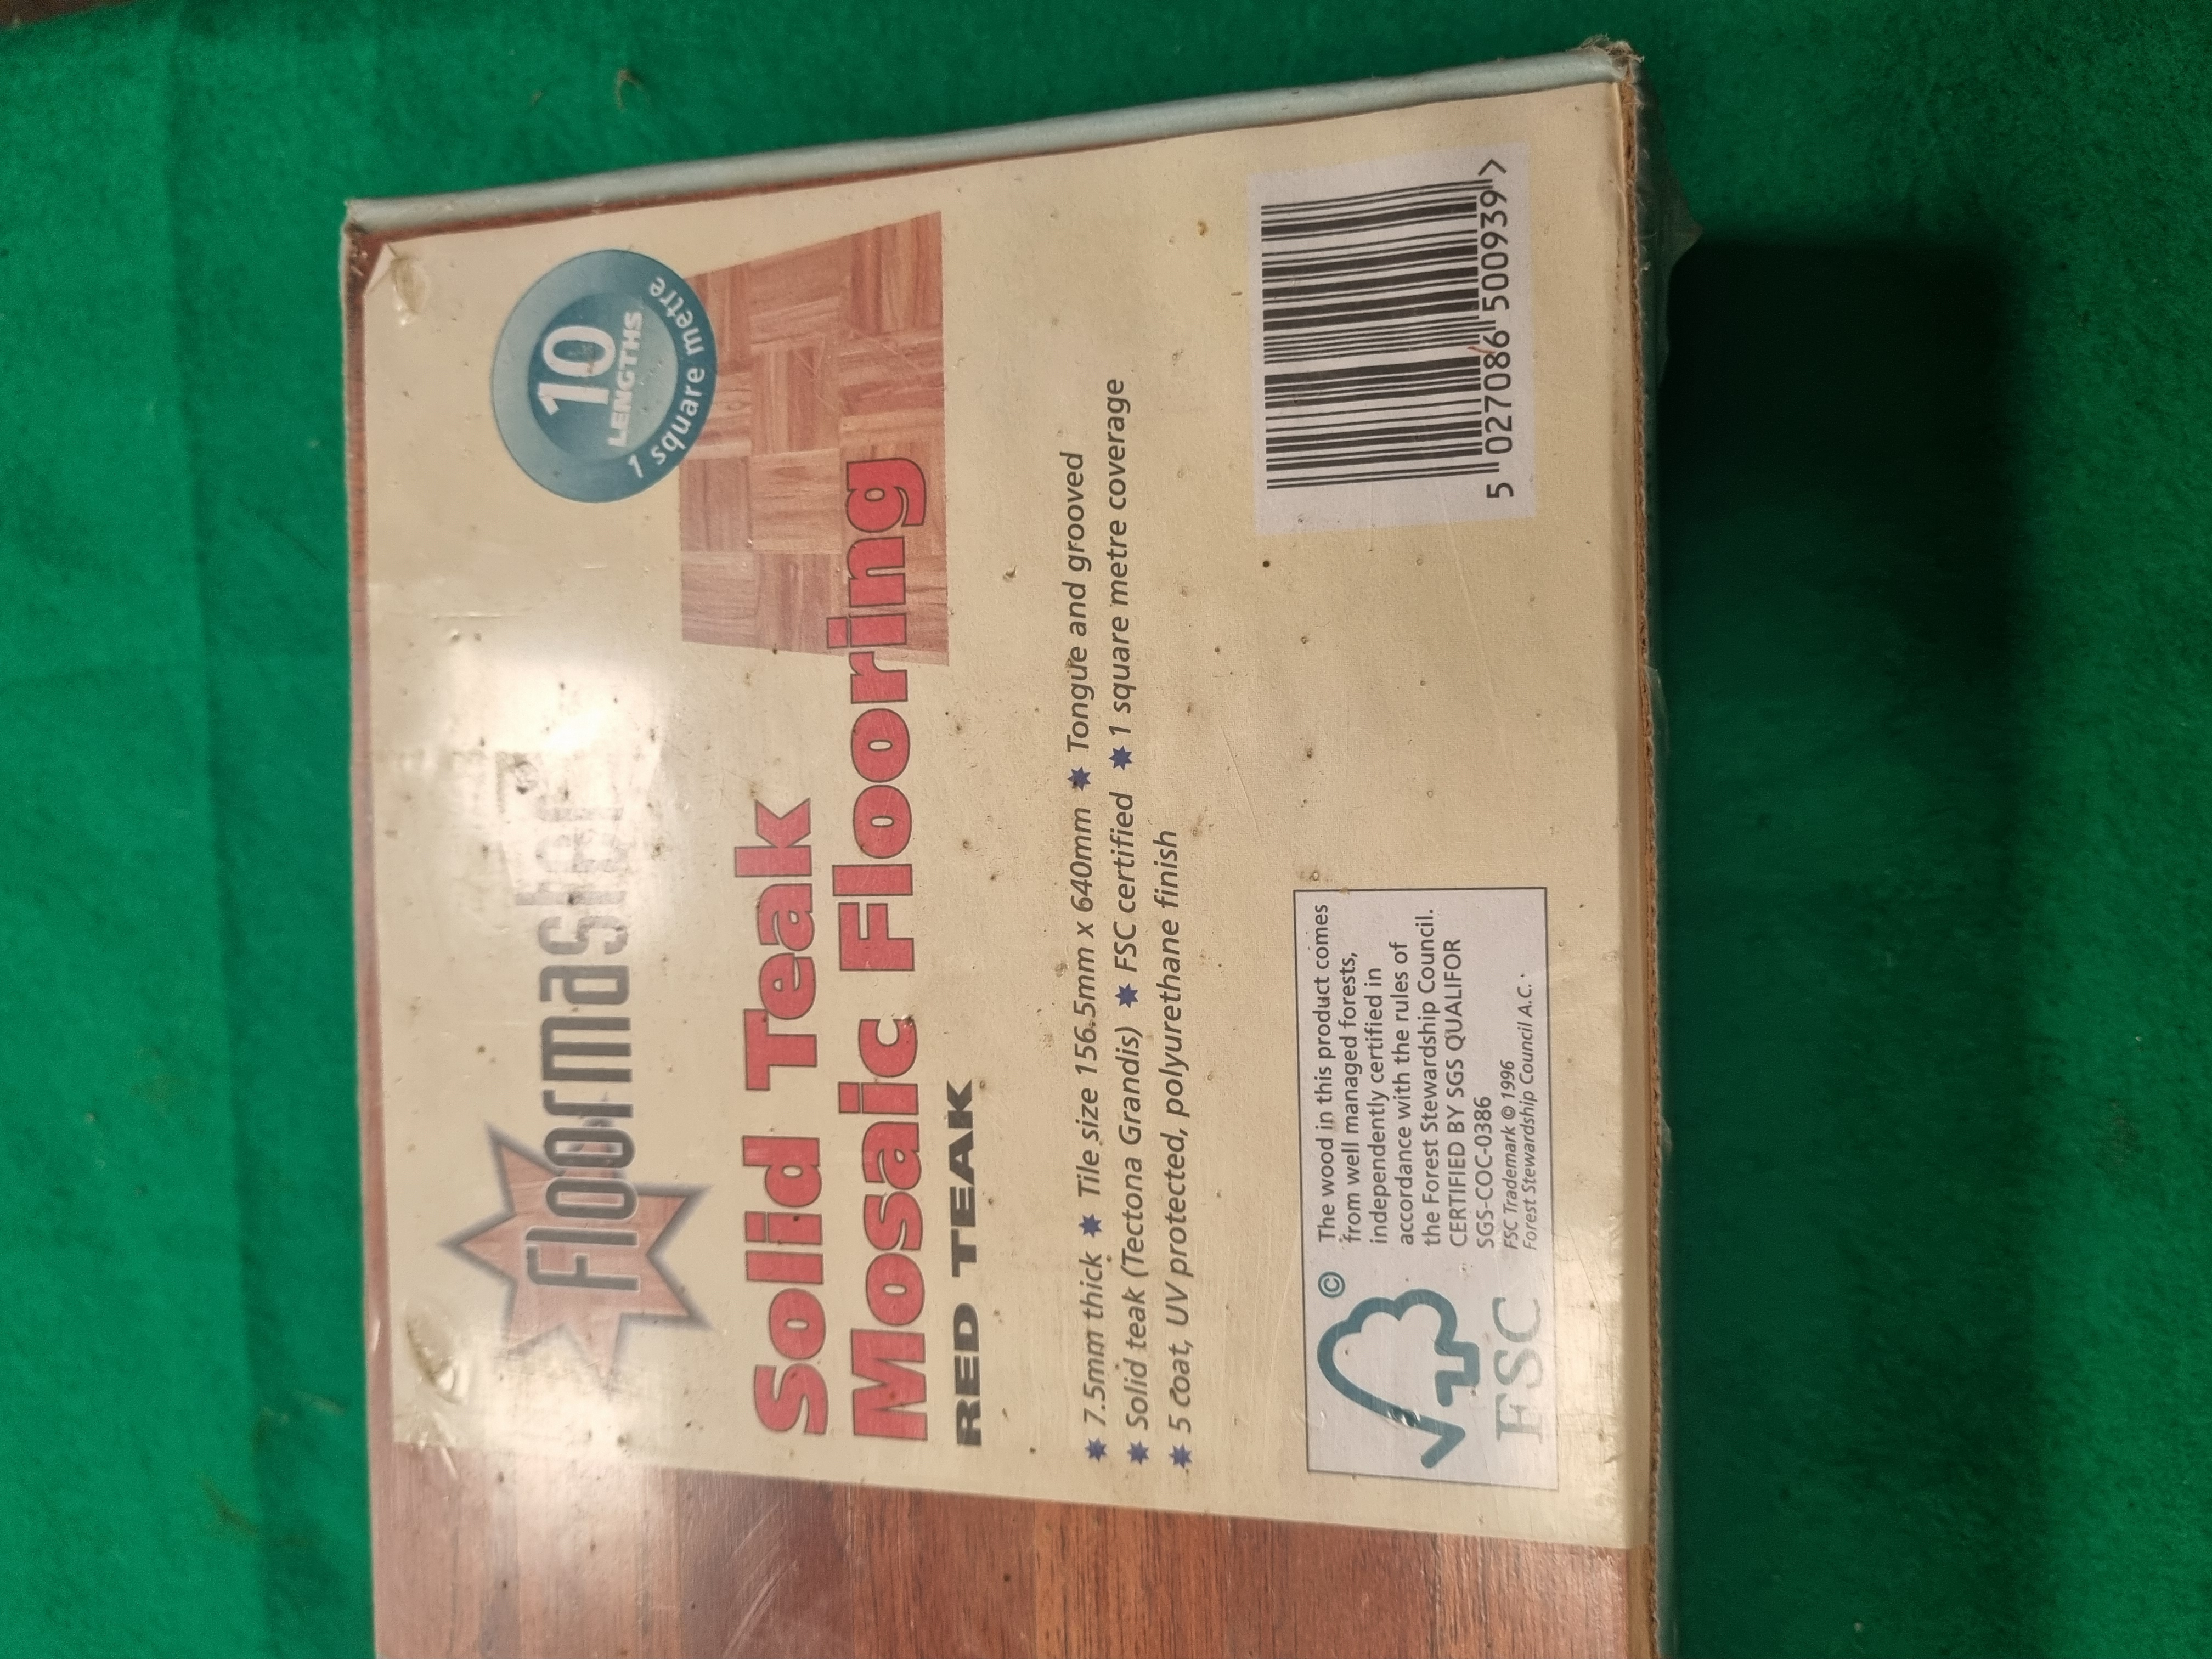 Floormaster
10
LENGTHS
1 square metre
Solid Teak
Mosaic Flooring
RED TEAK
7.5mm thick Tile size 156.5mm x 640mm Tongue and grooved
Solid teak (Tectona Grandis) FSC certified 1 square metre coverage
5 coat, UV protected, polyurethane finish
©
FSC
The wood in this product comes
from well managed forests,
independently certified in
accordance with the rules of
the Forest Stewardship Council.
CERTIFIED BY SGS QUALIFOR
SGS-COC-0386
FSC Trademark © 1996
Forest Stewardship Council A.C.
5 027086 500939 >